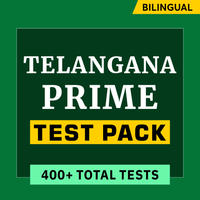 BILINGUAL
TELANGANA
PRIME
TEST PACK
400+ TOTAL TESTS